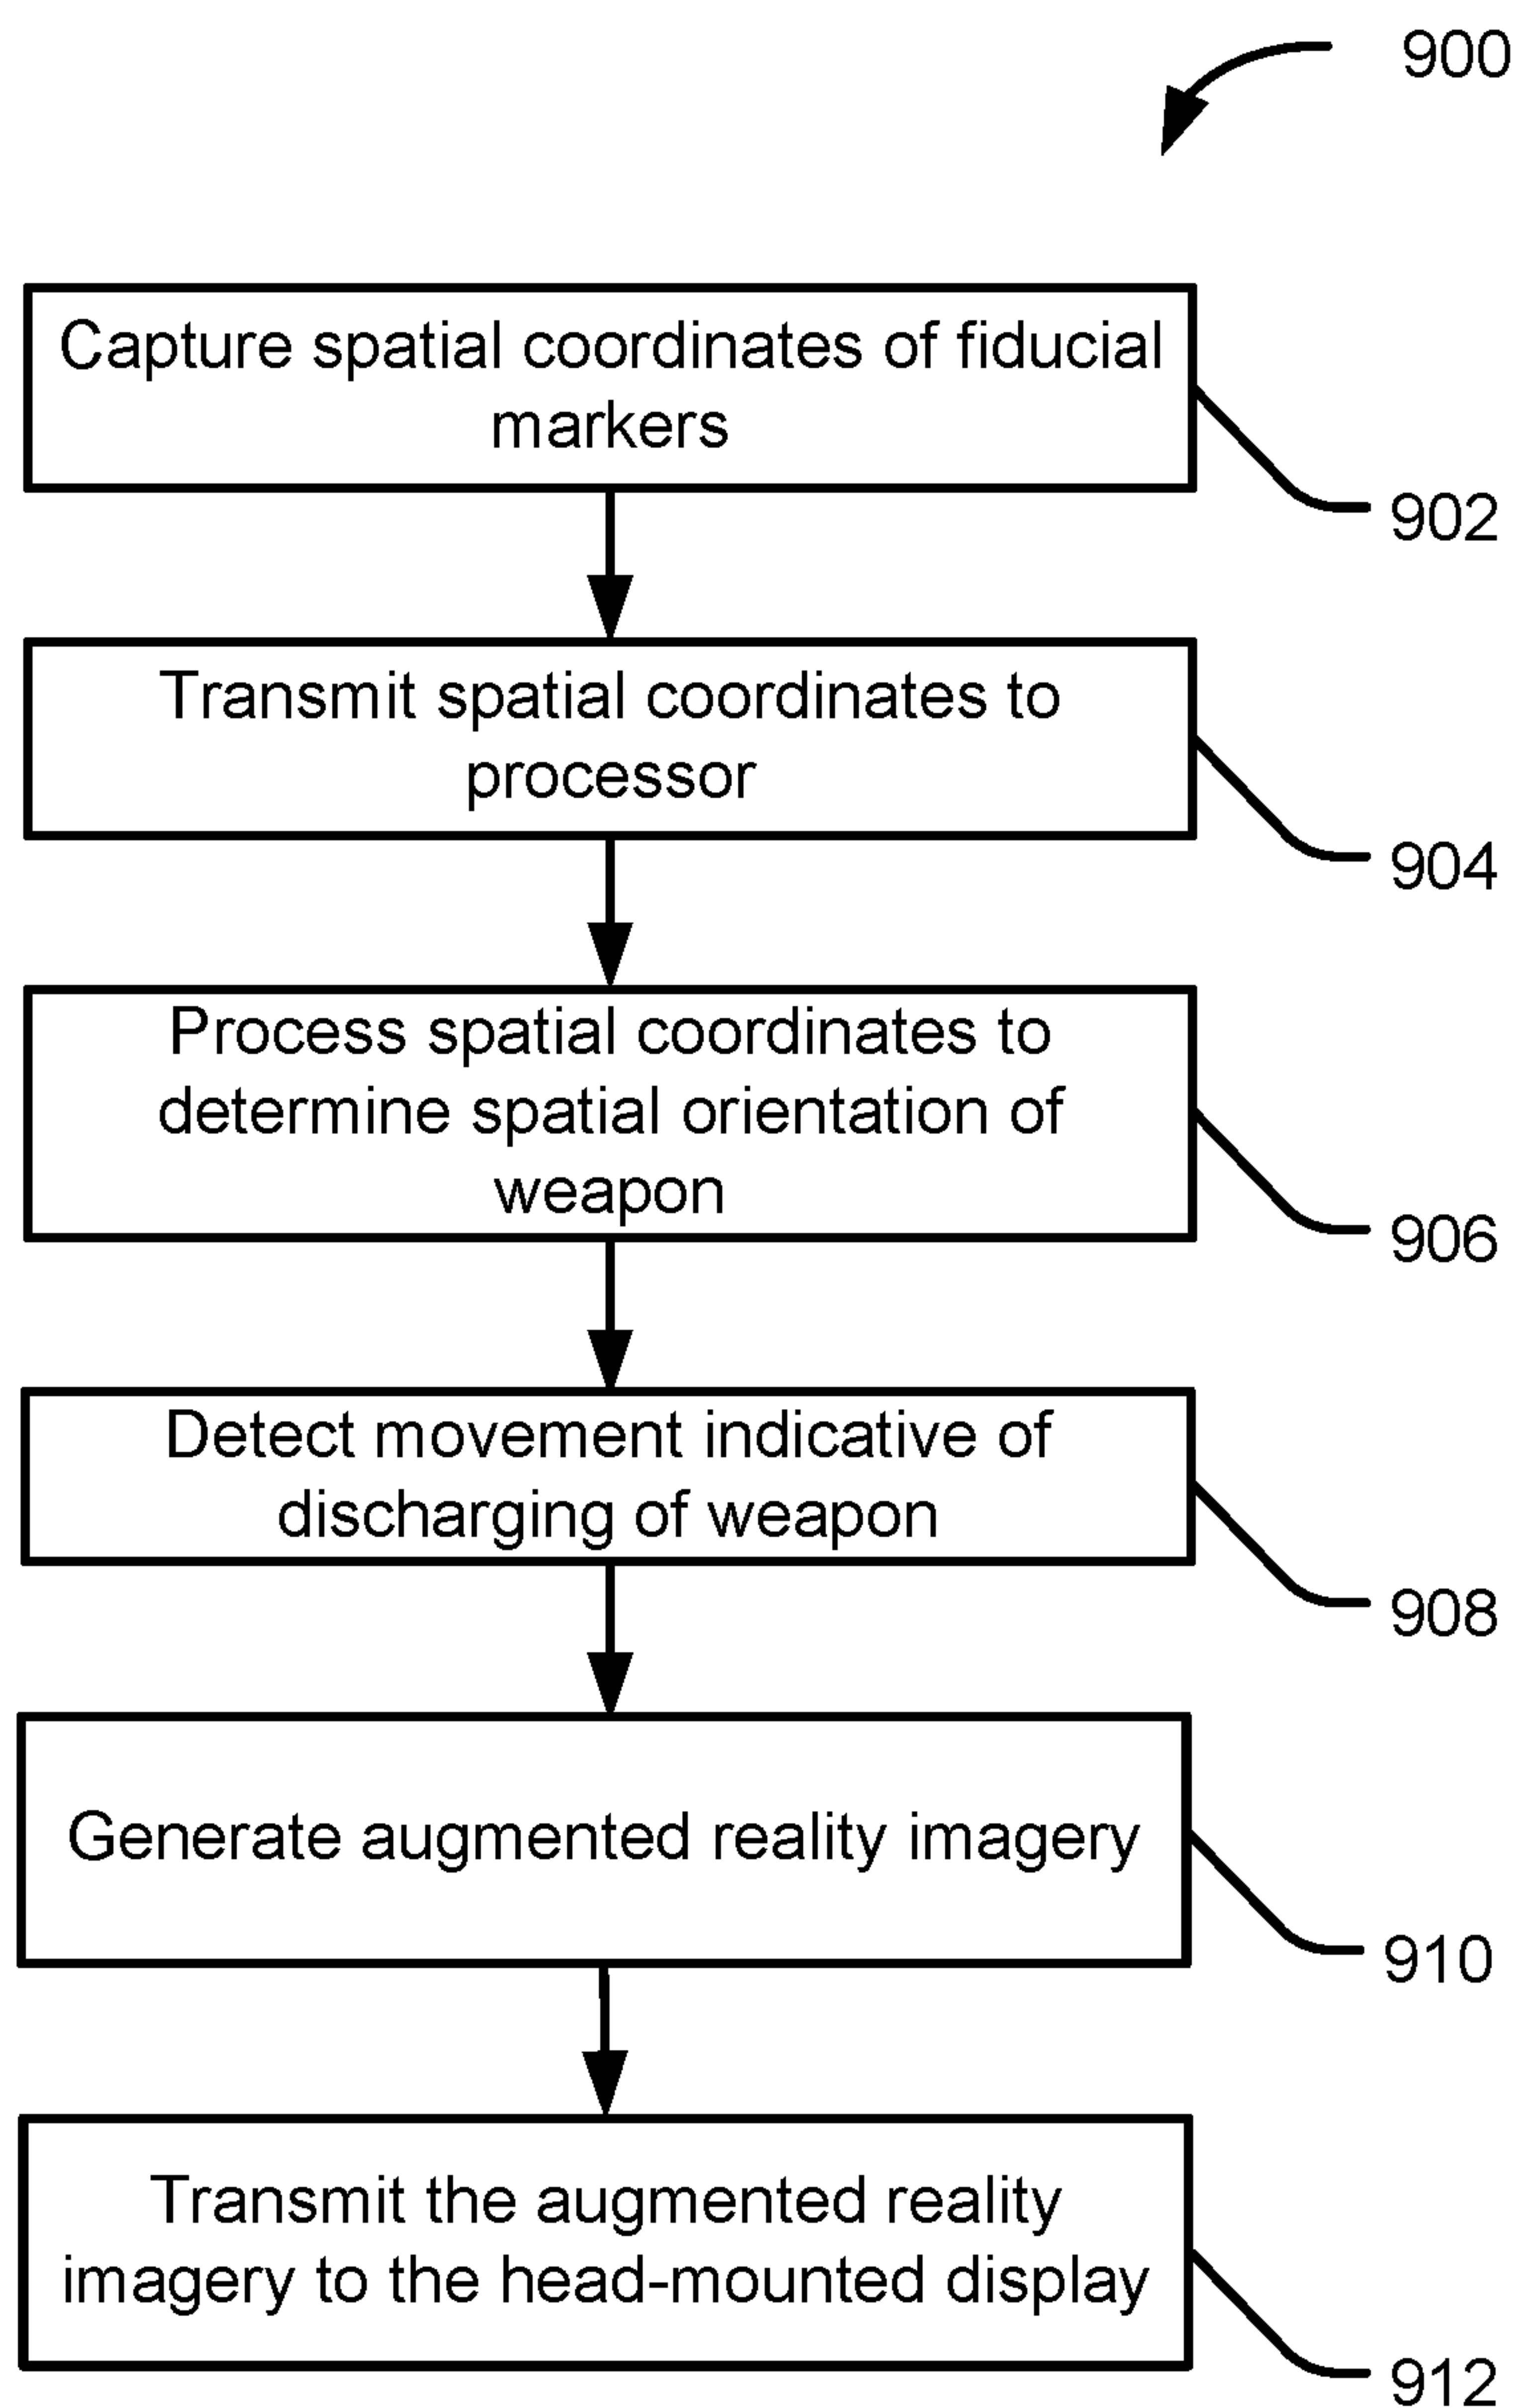 900
Capture spatial coordinates of fiducial
markers
902
Transmit spatial coordinates to
processor
904
Process spatial coordinates to
determine spatial orientation of
weapon
906
Detect movement indicative of
discharging of weapon
908
Generate augmented reality imagery
910
Transmit the augmented reality
imagery to the head-mounted display
912